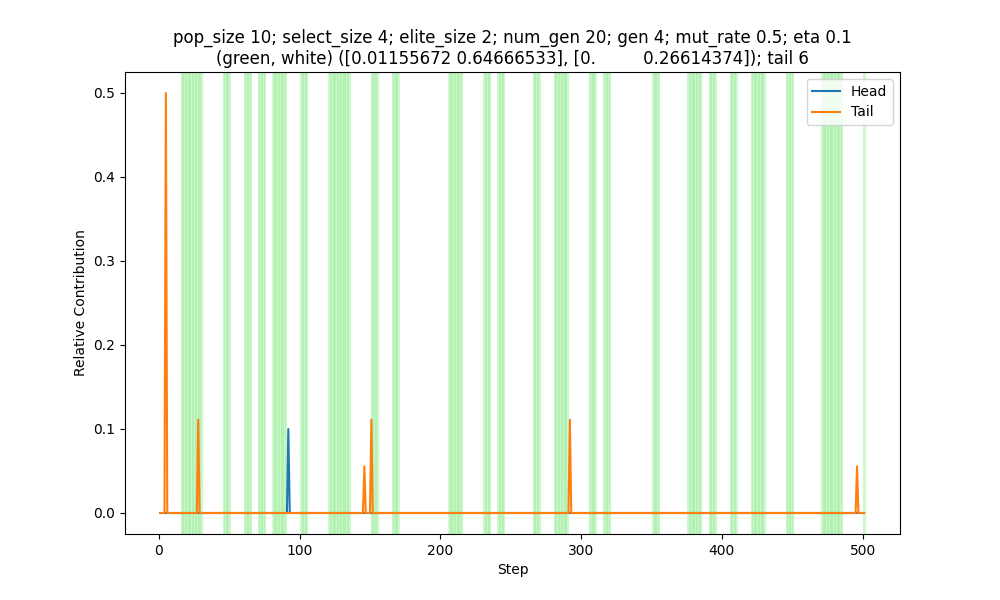 pop_size 10; select_size 4; elite_size 2; num_gen 20; gen 4; mut_rate 0.5; eta 0.1
(green, white) ([0.01155672 0.64666533], [0.         0.26614374]); tail 6
Head
Tail
0.5
0.4
0.3
0.2
0.1
0.0
Relative Contribution
0 100 200 300 400 500
Step